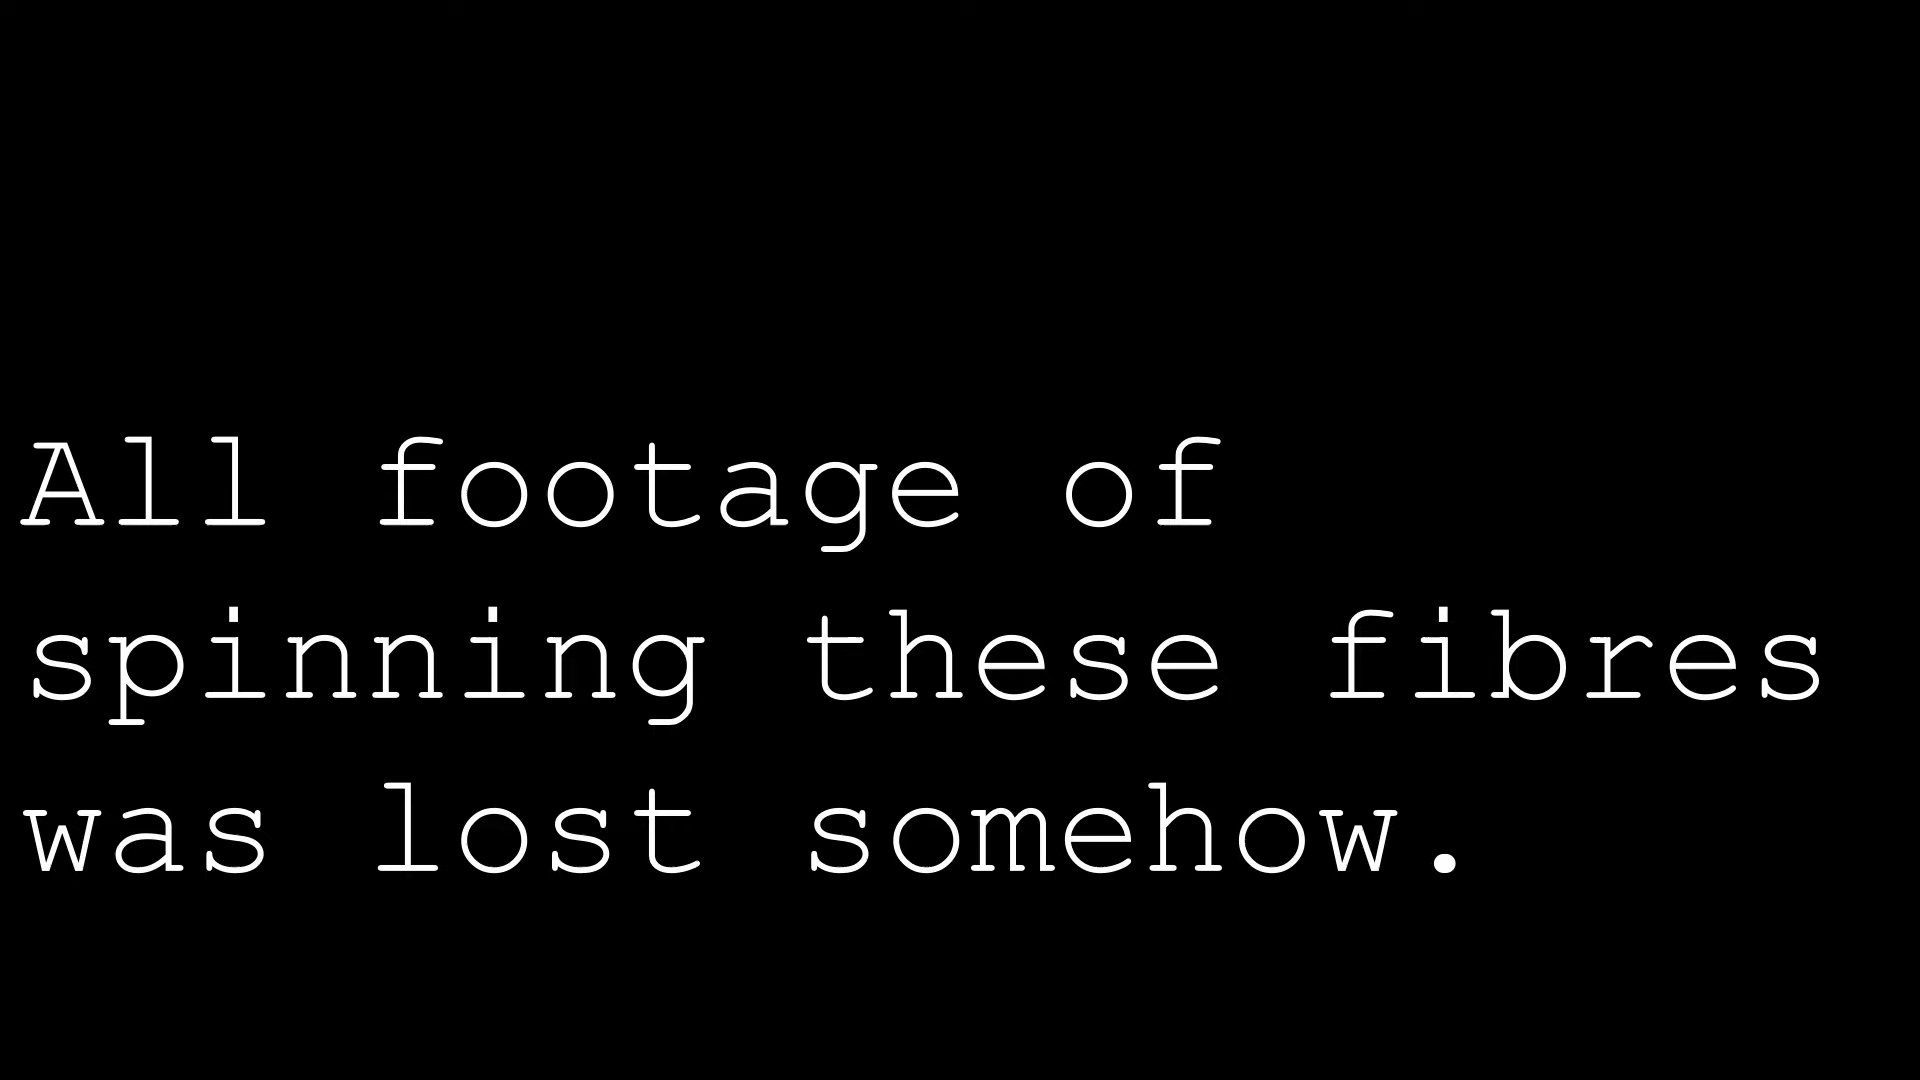 All footage of
spinning these fibres
was lost somehow.